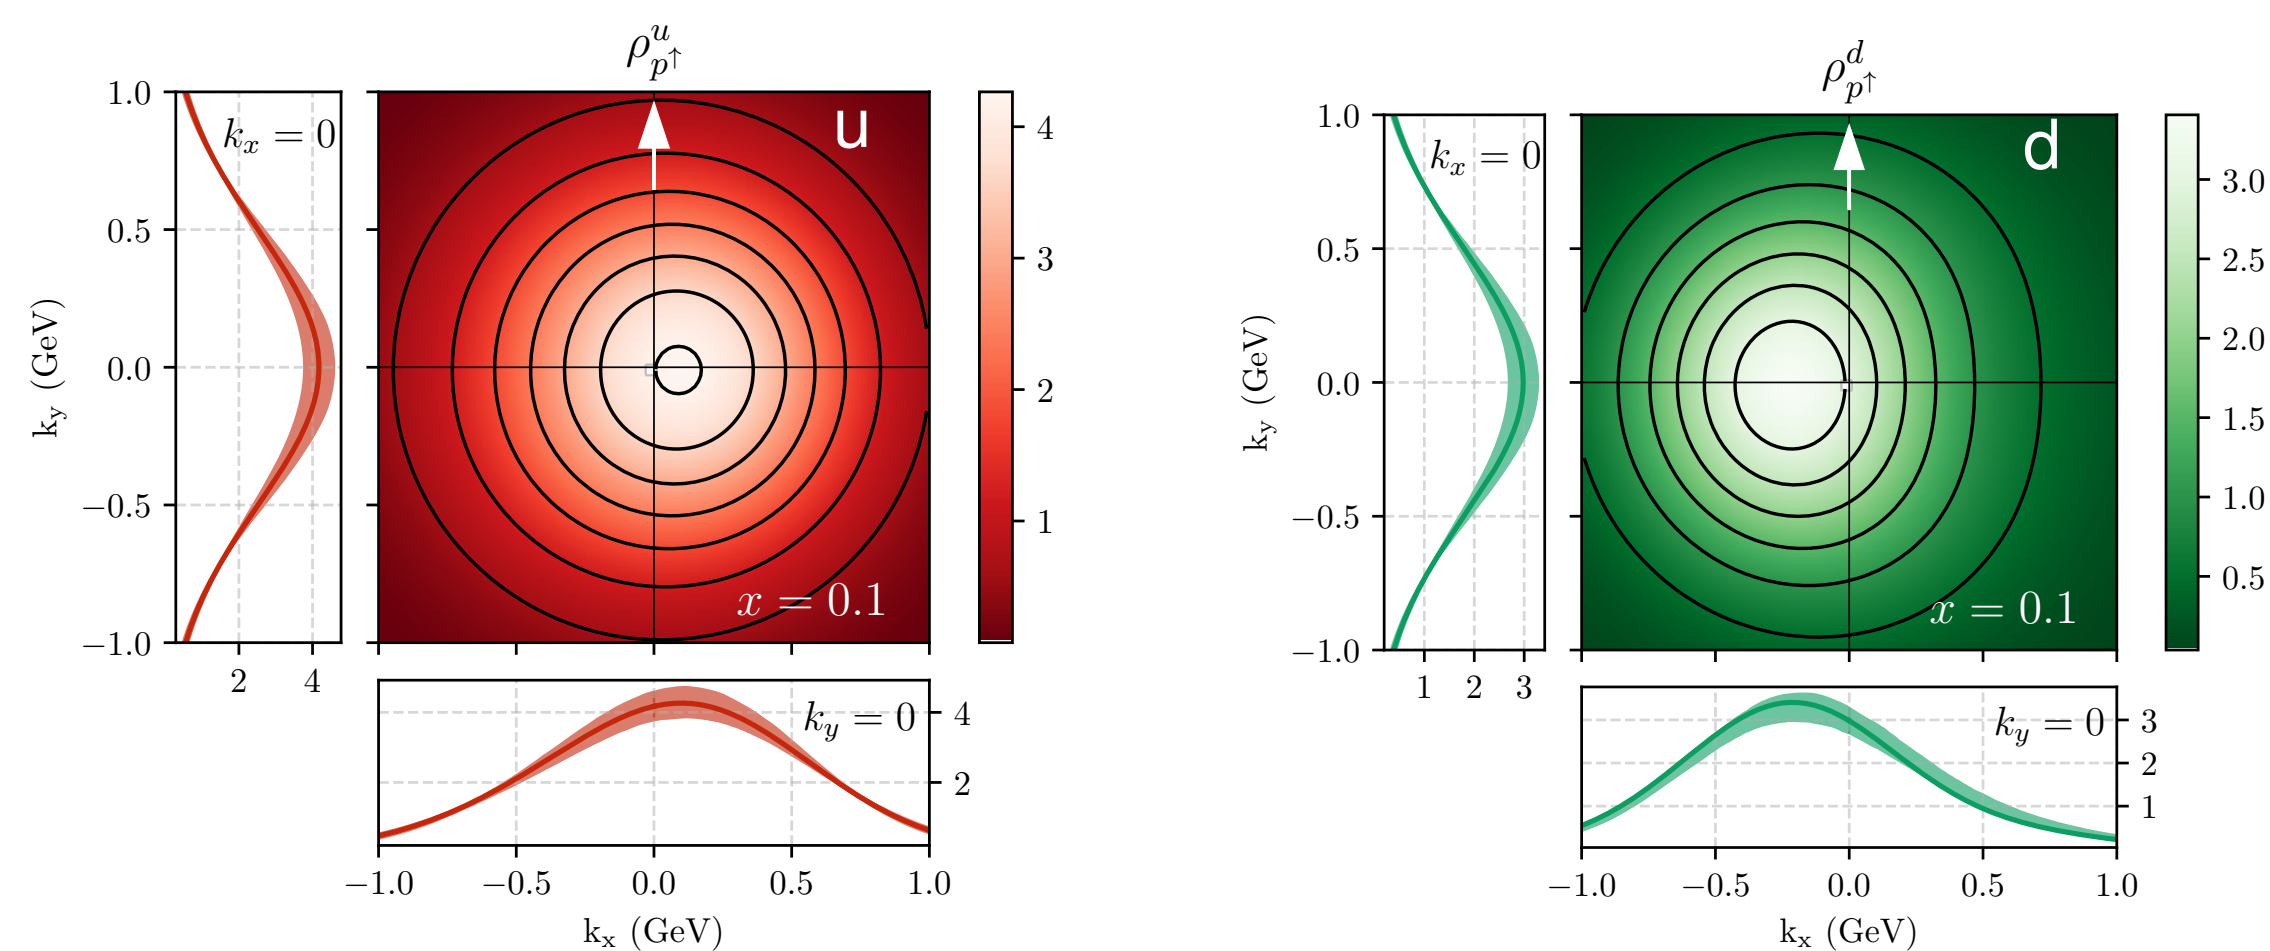 ρ^u_{p^↑}
1.0
0.5
0.0
−0.5
−1.0
k_y (GeV)
k_x = 0
2 4
u
x = 0.1
4
3
2
1
k_y = 0
4
2
−1.0 −0.5 0.0 0.5 1.0
k_x (GeV)
ρ^d_{p^↑}
1.0
0.5
0.0
−0.5
−1.0
k_y (GeV)
k_x = 0
1 2 3
d
x = 0.1
3.0
2.5
2.0
1.5
1.0
0.5
k_y = 0
3
2
1
−1.0 −0.5 0.0 0.5 1.0
k_x (GeV)